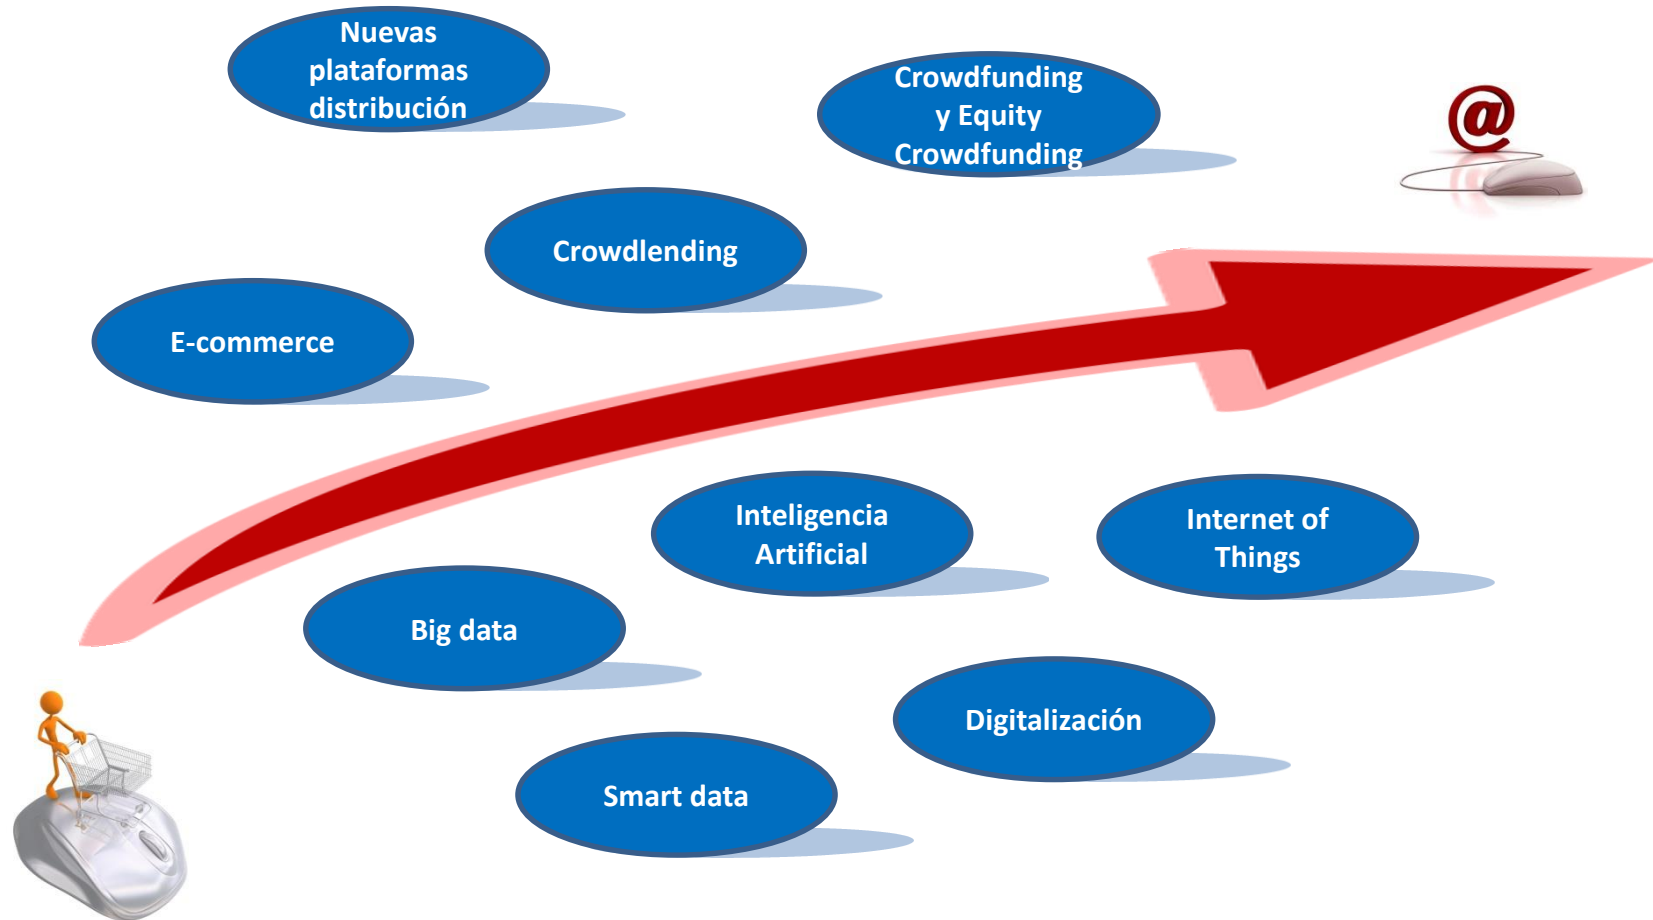 Nuevas
plataformas
distribución
Crowdfunding
y Equity
Crowdfunding
@
Crowdlending
E-commerce
Inteligencia
Artificial
Internet of
Things
Big data
Digitalización
Smart data